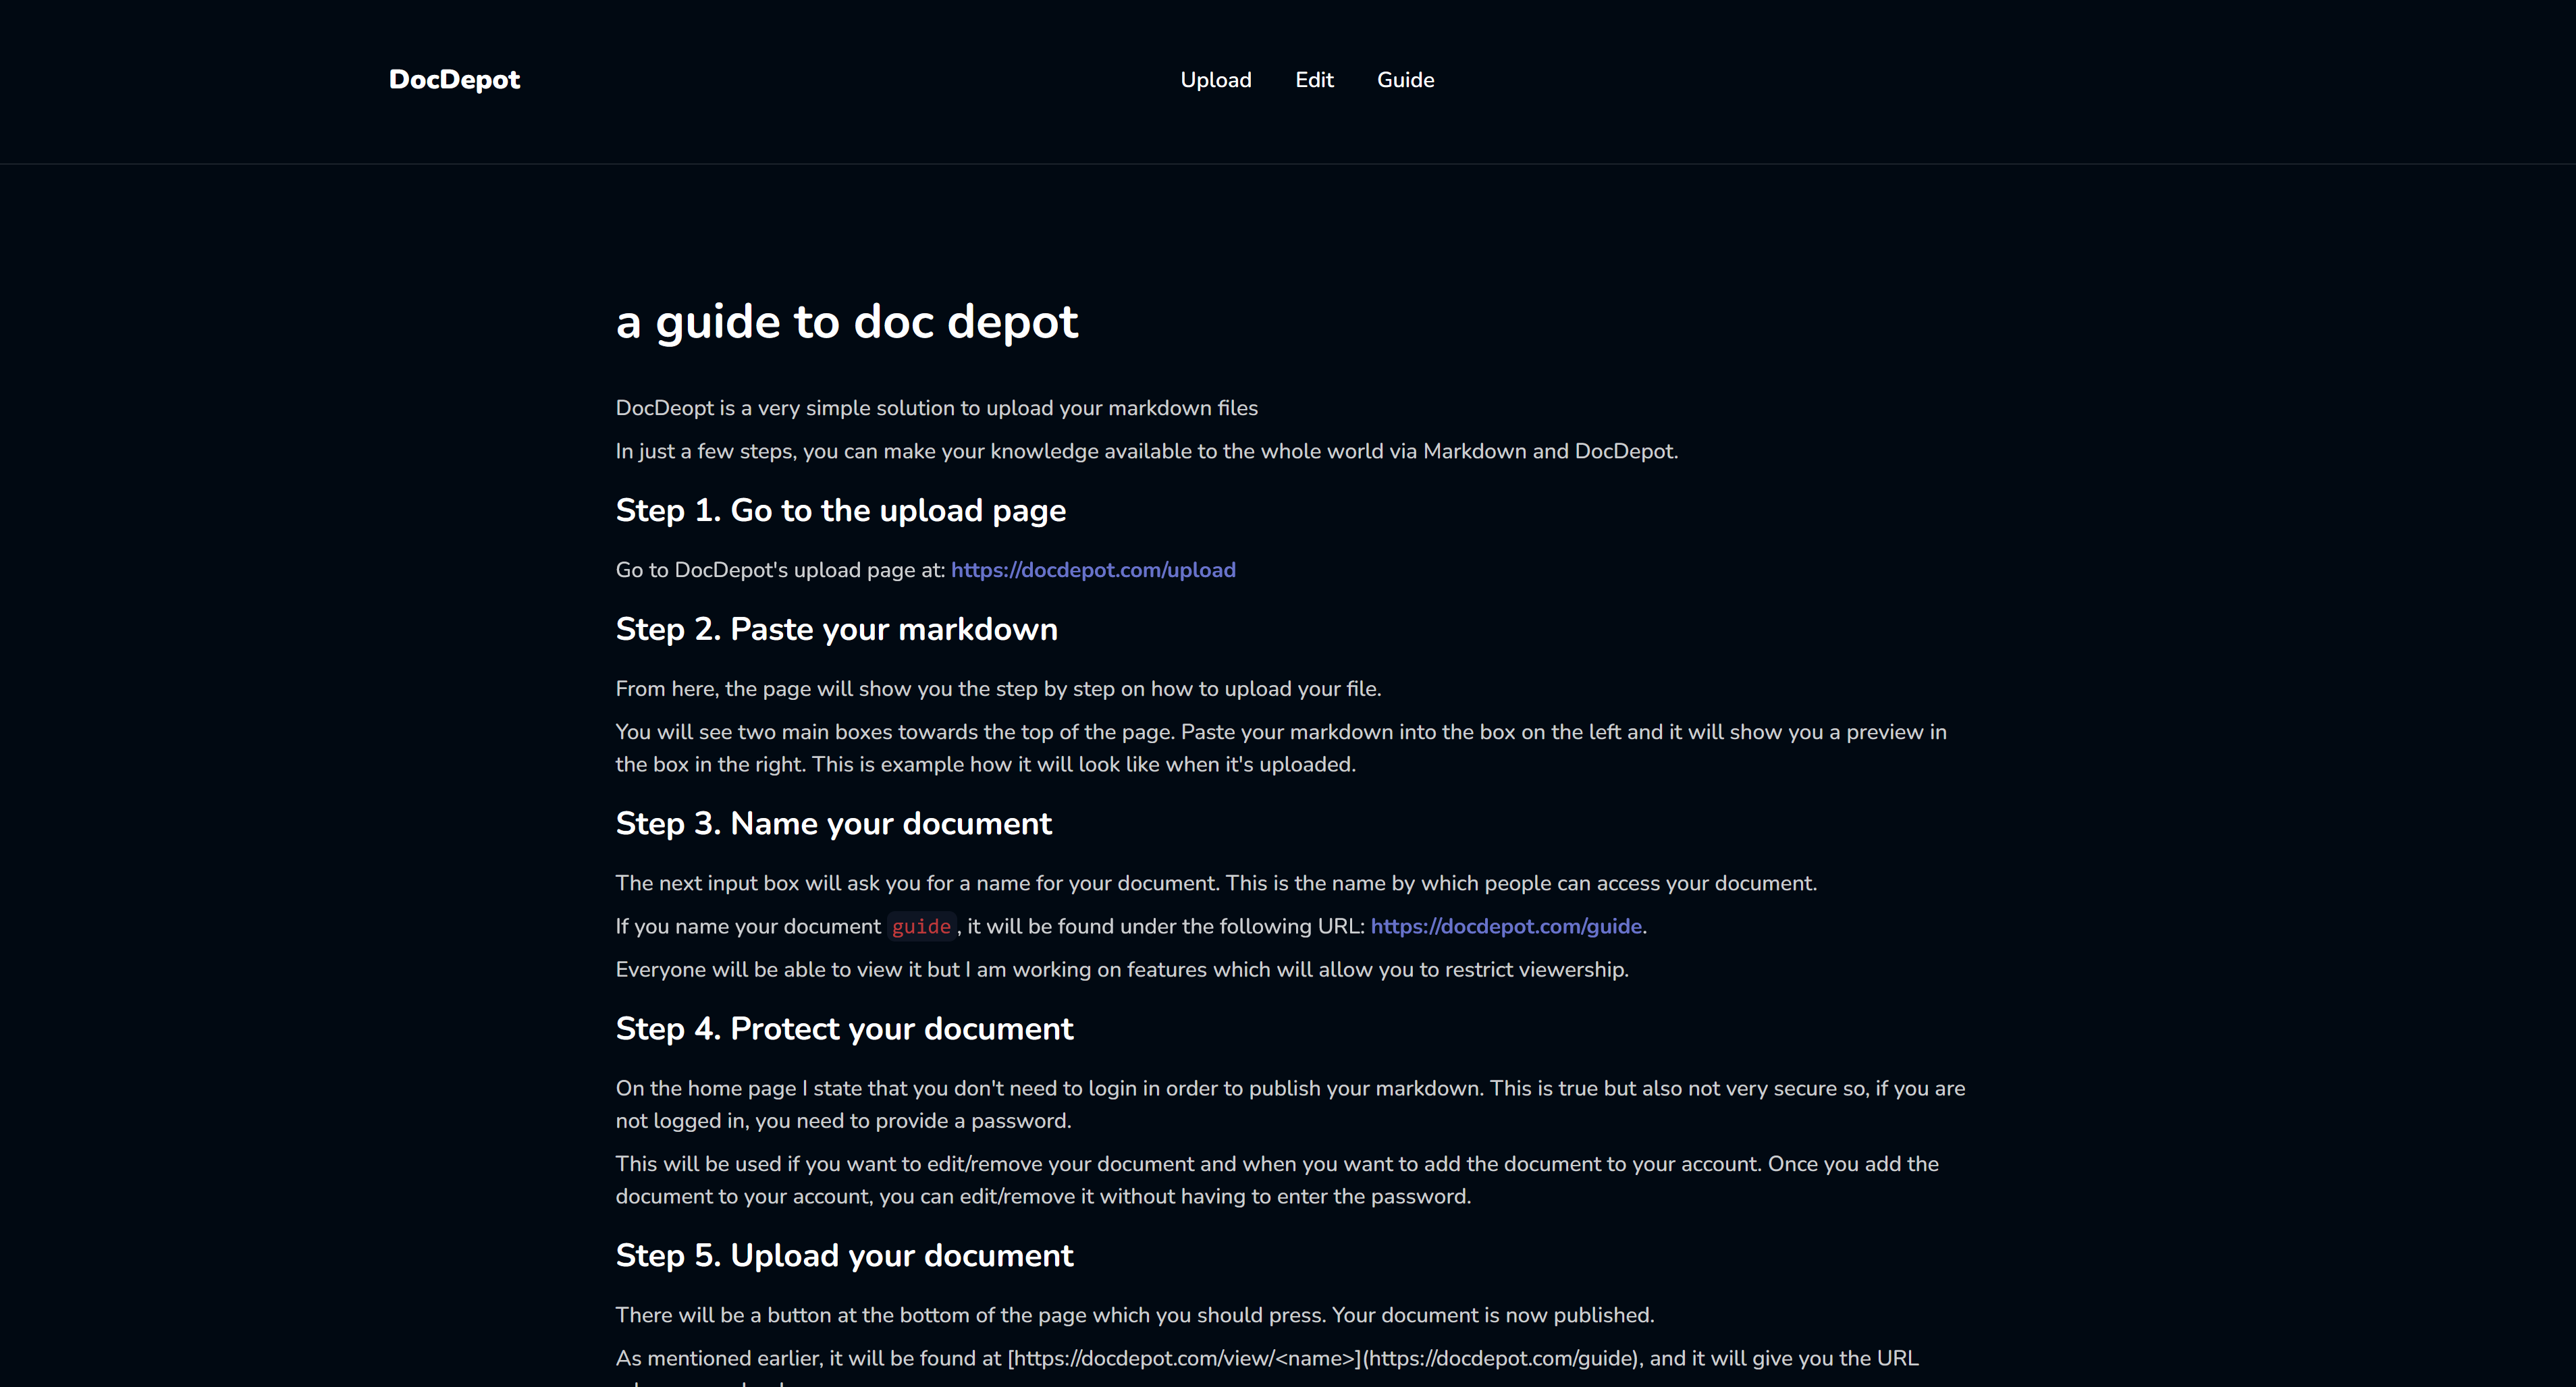 DocDepot
Upload Edit Guide
a guide to doc depot
DocDeopt is a very simple solution to upload your markdown files
In just a few steps, you can make your knowledge available to the whole world via Markdown and DocDepot.
Step 1. Go to the upload page
Go to DocDepot's upload page at: https://docdepot.com/upload
Step 2. Paste your markdown
From here, the page will show you the step by step on how to upload your file.
You will see two main boxes towards the top of the page. Paste your markdown into the box on the left and it will show you a preview in
the box in the right. This is example how it will look like when it's uploaded.
Step 3. Name your document
The next input box will ask you for a name for your document. This is the name by which people can access your document.
If you name your document guide, it will be found under the following URL: https://docdepot.com/guide.
Everyone will be able to view it but I am working on features which will allow you to restrict viewership.
Step 4. Protect your document
On the home page I state that you don't need to login in order to publish your markdown. This is true but also not very secure so, if you are
not logged in, you need to provide a password.
This will be used if you want to edit/remove your document and when you want to add the document to your account. Once you add the
document to your account, you can edit/remove it without having to enter the password.
Step 5. Upload your document
There will be a button at the bottom of the page which you should press. Your document is now published.
As mentioned earlier, it will be found at [https://docdepot.com/view/<name>](https://docdepot.com/guide), and it will give you the URL